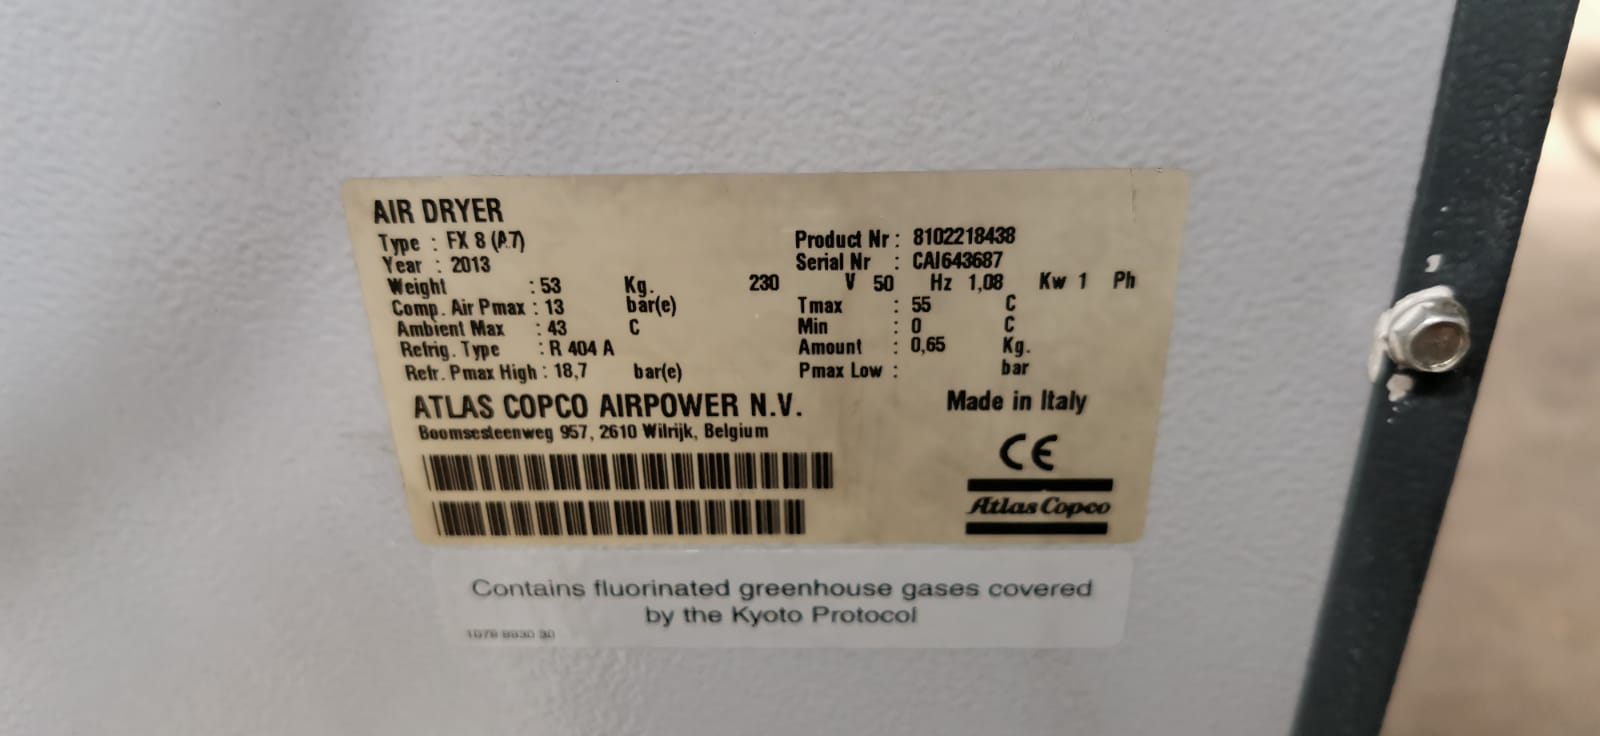 AIR DRYER
Type : FX 8 (A7)
Product Nr : 8102218438
Year : 2013
Serial Nr : CAI643687
Weight : 53 Kg. 230 V 50 Hz 1,08 Kw 1 Ph
Comp. Air Pmax : 13 bar(e) Tmax : 55 C
Ambient Max : 43 C Min : 0 C
Refrig. Type : R 404 A Amount : 0,65 Kg.
Refr. Pmax High : 18,7 bar(e) Pmax Low : bar
ATLAS COPCO AIRPOWER N.V.
Made in Italy
Boomsesteenweg 957, 2610 Wilrijk, Belgium
CE
Atlas Copco
Contains fluorinated greenhouse gases covered
by the Kyoto Protocol